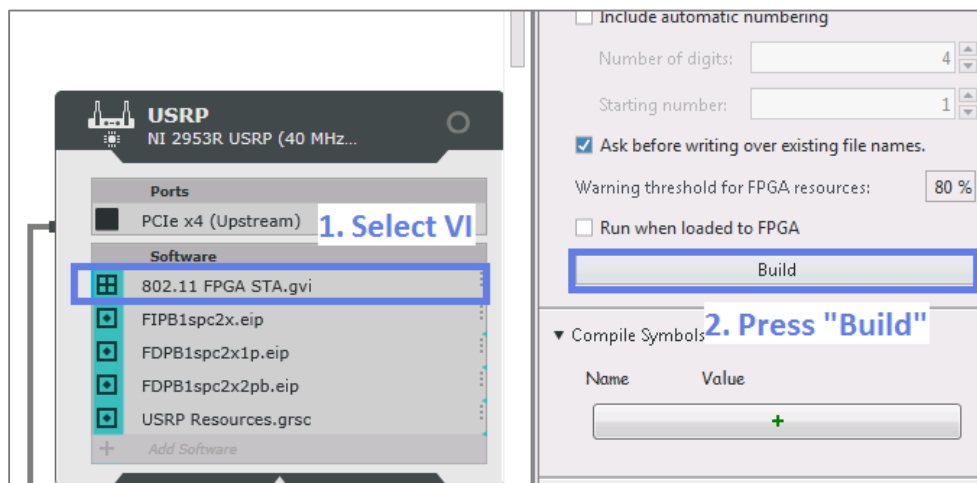 USRP
NI 2953R USRP (40 MHz...
Ports
PCIe x4 (Upstream)
1. Select VI
Software
802.11 FPGA STA.gvi
FIPB1spc2x.eip
FDPB1spc2x1p.eip
FDPB1spc2x2pb.eip
USRP Resources.grsc
+ Add Software
Include automatic numbering
Number of digits: 4
Starting number: 1
Ask before writing over existing file names.
Warning threshold for FPGA resources: 80 %
Run when loaded to FPGA
Build
2. Press "Build"
Compile Symbols
Name Value
+